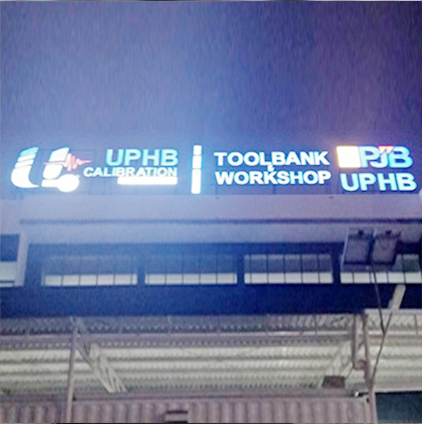 UPHB
CALIBRATION
TOOLBANK
&
WORKSHOP
PJB
UPHB